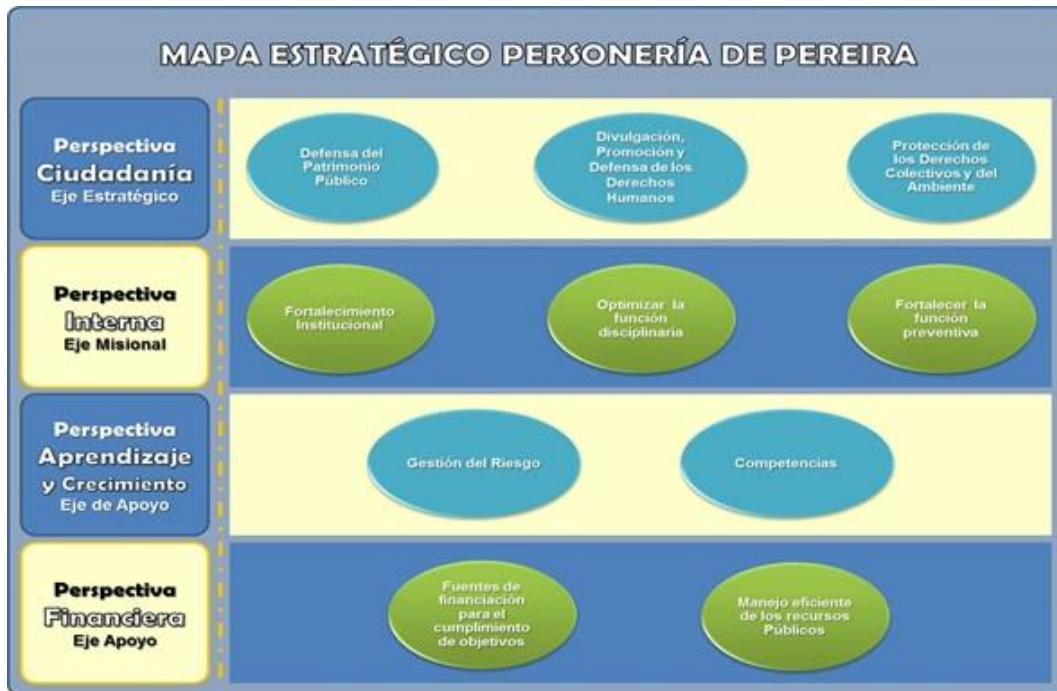 MAPA ESTRATÉGICO PERSONERÍA DE PEREIRA
Perspectiva
Ciudadanía
Eje Estratégico
Defensa del
Patrimonio
Público
Divulgación,
Promoción y
Defensa de los
Derechos
Humanos
Protección de
los Derechos
Colectivos y del
Ambiente
Perspectiva
Interna
Eje Misional
Fortalecimiento
Institucional
Optimizar la
función
disciplinaria
Fortalecer la
función
preventiva
Perspectiva
Aprendizaje
y Crecimiento
Eje de Apoyo
Gestión del Riesgo
Competencias
Perspectiva
Financiera
Eje Apoyo
Fuentes de
financiación
para el
cumplimiento
de objetivos
Manejo eficiente
de los recursos
Públicos